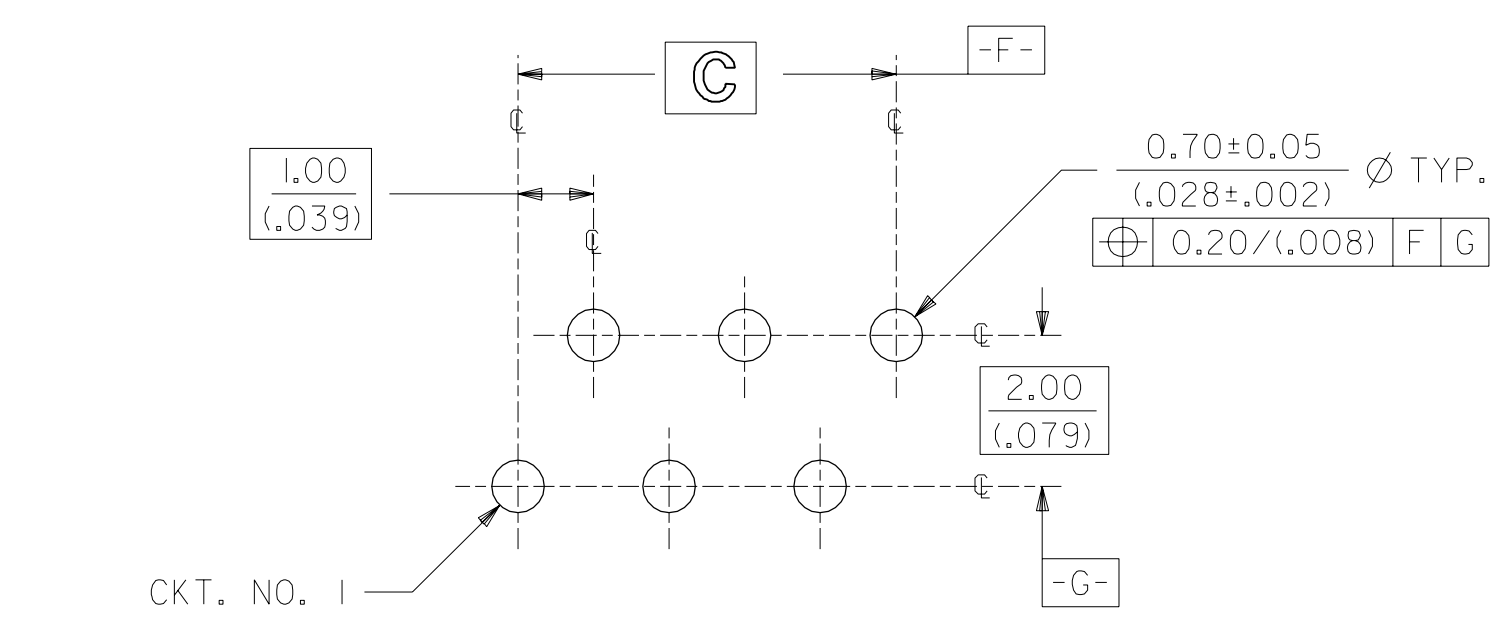 -F-
C
℄ ℄
0.70±0.05
1.00
Ø TYP.
(.028±.002)
(.039)
⌖ 0.20/(.008) F G
℄
℄
2.00
(.079)
℄
-G-
CKT. NO. 1